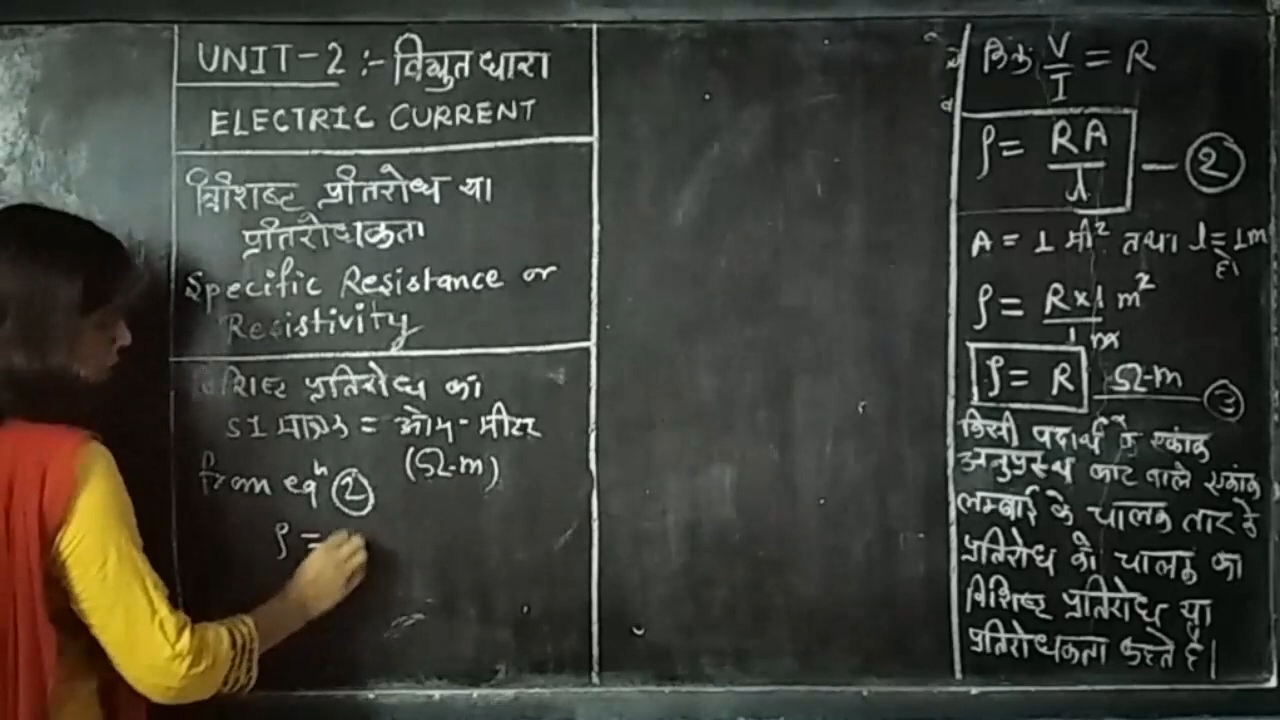 UNIT-2 :- विद्युत धारा
ELECTRIC CURRENT
विशिष्ट प्रतिरोध या
प्रतिरोधकता
Specific Resistance or
Resistivity
विशिष्ट प्रतिरोध का
SI मात्रक = ओम-मीटर
(Ω-m)
from eqⁿ ②
ρ =
V/I = R
ρ = RA/l — ②
A = 1 मी² तथा l = 1m
है।
ρ = R×1 m²/1 m
ρ = R Ω-m ③
किसी पदार्थ के एकांक
अनुप्रस्थ काट वाले एकांक
लम्बाई के चालक तार के
प्रतिरोध को चालक का
विशिष्ट प्रतिरोध या
प्रतिरोधकता कहते है।